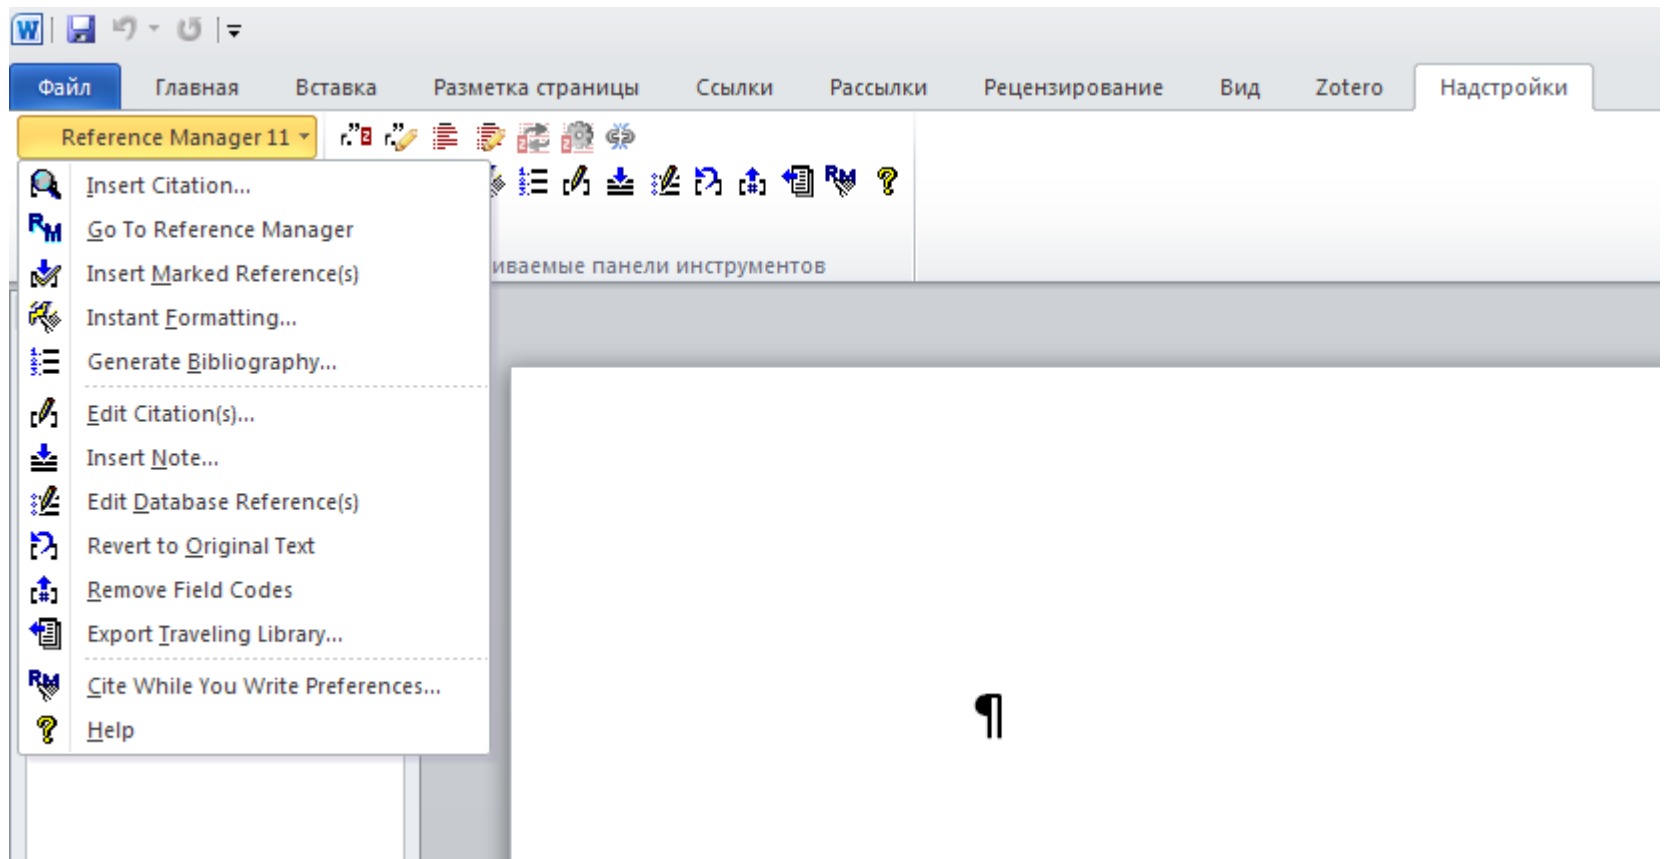 Файл Главная Вставка Разметка страницы Ссылки Рассылки Рецензирование Вид Zotero Надстройки
Reference Manager 11
Insert Citation...
Go To Reference Manager
Insert Marked Reference(s)
иваемые панели инструментов
Instant Formatting...
Generate Bibliography...
Edit Citation(s)...
Insert Note...
Edit Database Reference(s)
Revert to Original Text
Remove Field Codes
Export Traveling Library...
Cite While You Write Preferences...
Help
¶